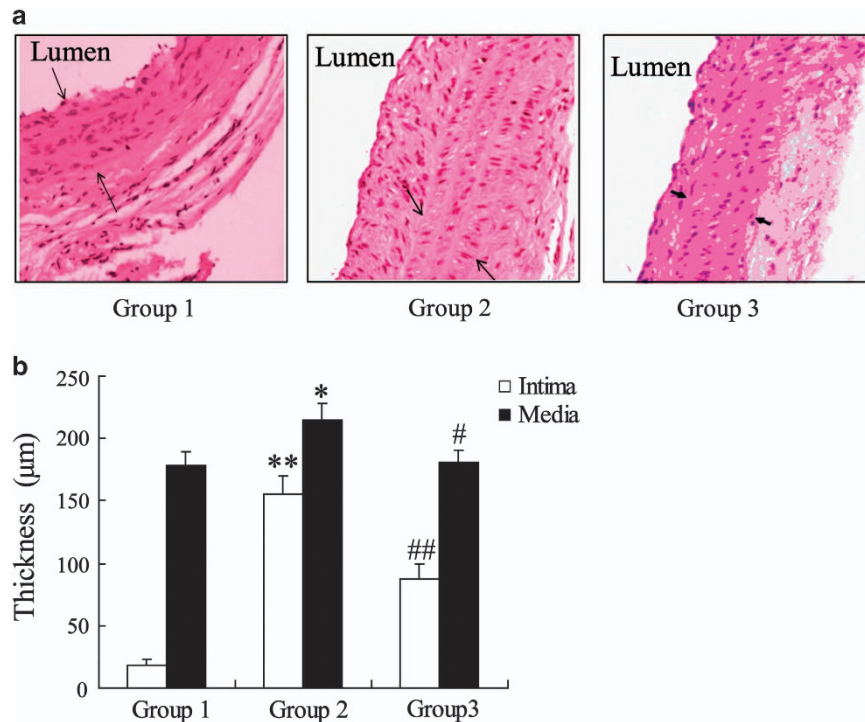 a
Lumen
Lumen
Lumen
Group 1
Group 2
Group 3
b
Thickness (μm)
250
200
150
100
50
0
**
*
##
#
Intima
Media
Group 1
Group 2
Group3